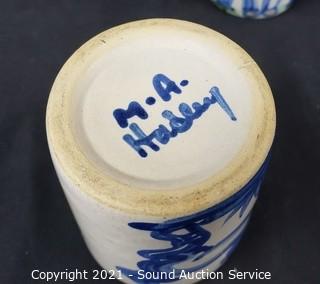 M.A.
Hadley
Copyright 2021 - Sound Auction Service